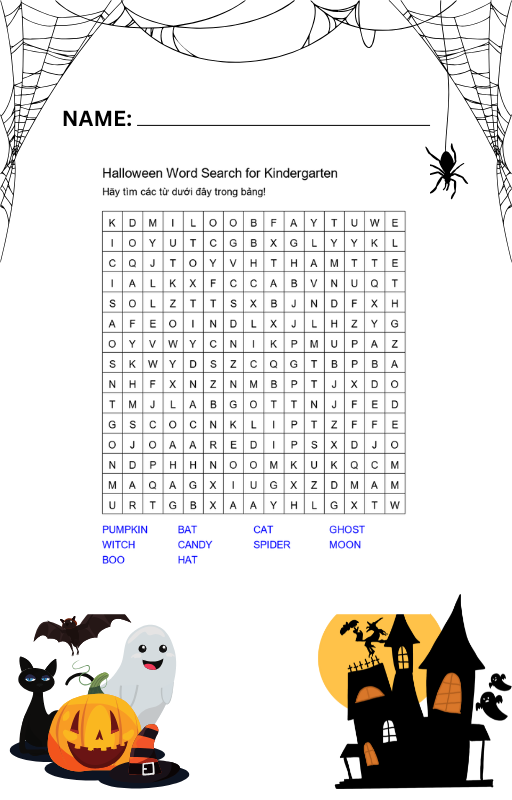 NAME:
Halloween Word Search for Kindergarten
Hãy tìm các từ dưới đây trong bảng!
K D M I L O O B F A Y T U W E
I O Y U T C G B X G L Y Y K L
C Q J T O Y V H T H A M T T E
I A L K X F C C A B V N U Q T
S O L Z T T S X B J N D F X H
A F E O I N D L X J L H Z Y G
O Y V W Y C N I K P M U P A Z
S K W Y D S Z C Q G T B P B A
N H F X N Z N M B P T J X D O
T M J L A B G O T T N J F E D
G S C O C N K L I P T Z F F E
O J O A A R E D I P S X D J O
N D P H H N O O M K U K Q C M
M A Q A G X I U G X Z D M A M
U R T G B X A A Y H L G X T W
PUMPKIN BAT CAT GHOST
WITCH CANDY SPIDER MOON
BOO HAT